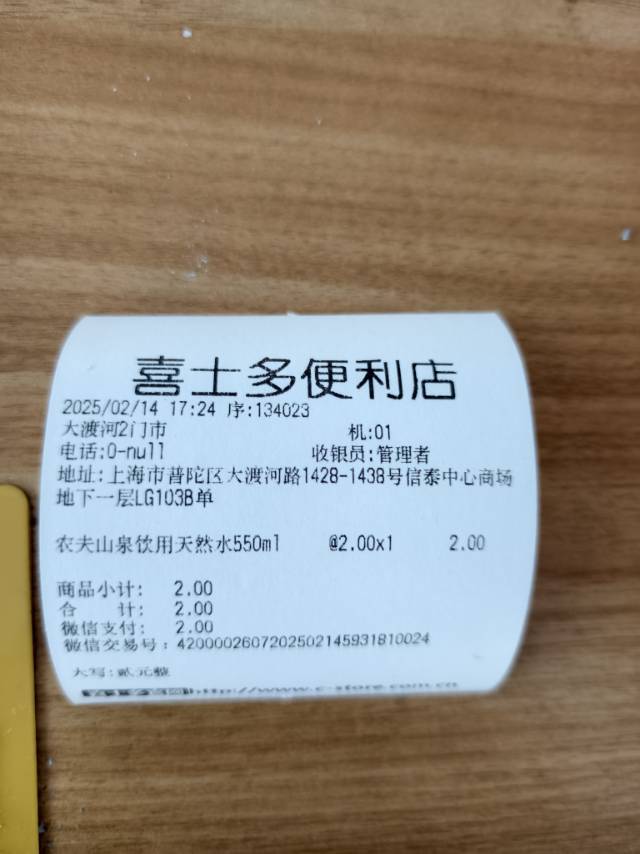 喜士多便利店
2025/02/14 17:24 序:134023
大渡河2门市 机:01
电话:0-null 收银员:管理者
地址:上海市普陀区大渡河路1428-1438号信泰中心商场
地下一层LG103B单
农夫山泉饮用天然水550ml @2.00x1 2.00
商品小计: 2.00
合 计: 2.00
微信支付: 2.00
微信交易号:4200002607202502145931810024
大写:贰元整
http://www.c-store.com.cn